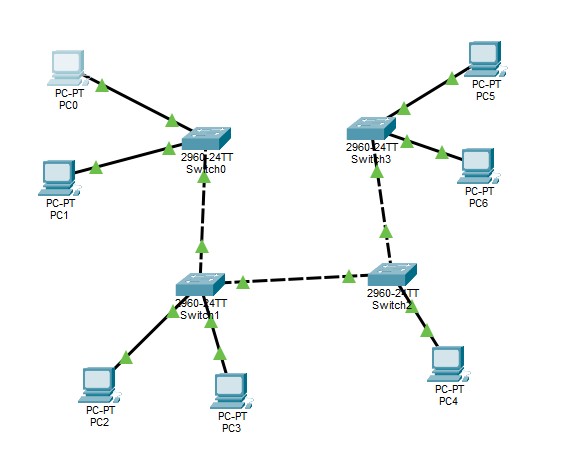 PC-PT
PC0
PC-PT
PC5
2960-24TT
Switch0
2960-24TT
Switch3
PC-PT
PC1
PC-PT
PC6
2960-24TT
Switch1
2960-24TT
Switch2
PC-PT
PC2
PC-PT
PC3
PC-PT
PC4